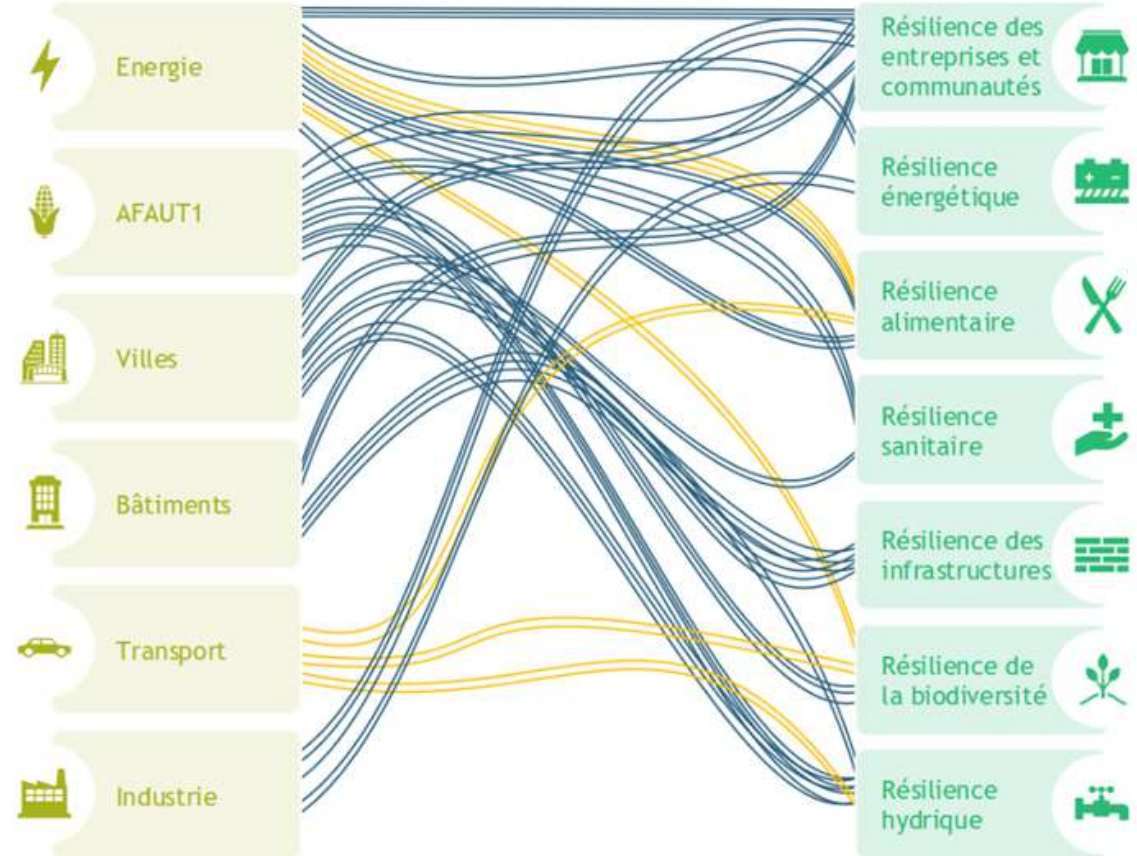 Energie
AFAUT1
Villes
Bâtiments
Transport
Industrie
Résilience des
entreprises et
communautés
Résilience
énergétique
Résilience
alimentaire
Résilience
sanitaire
Résilience des
infrastructures
Résilience de
la biodiversité
Résilience
hydrique